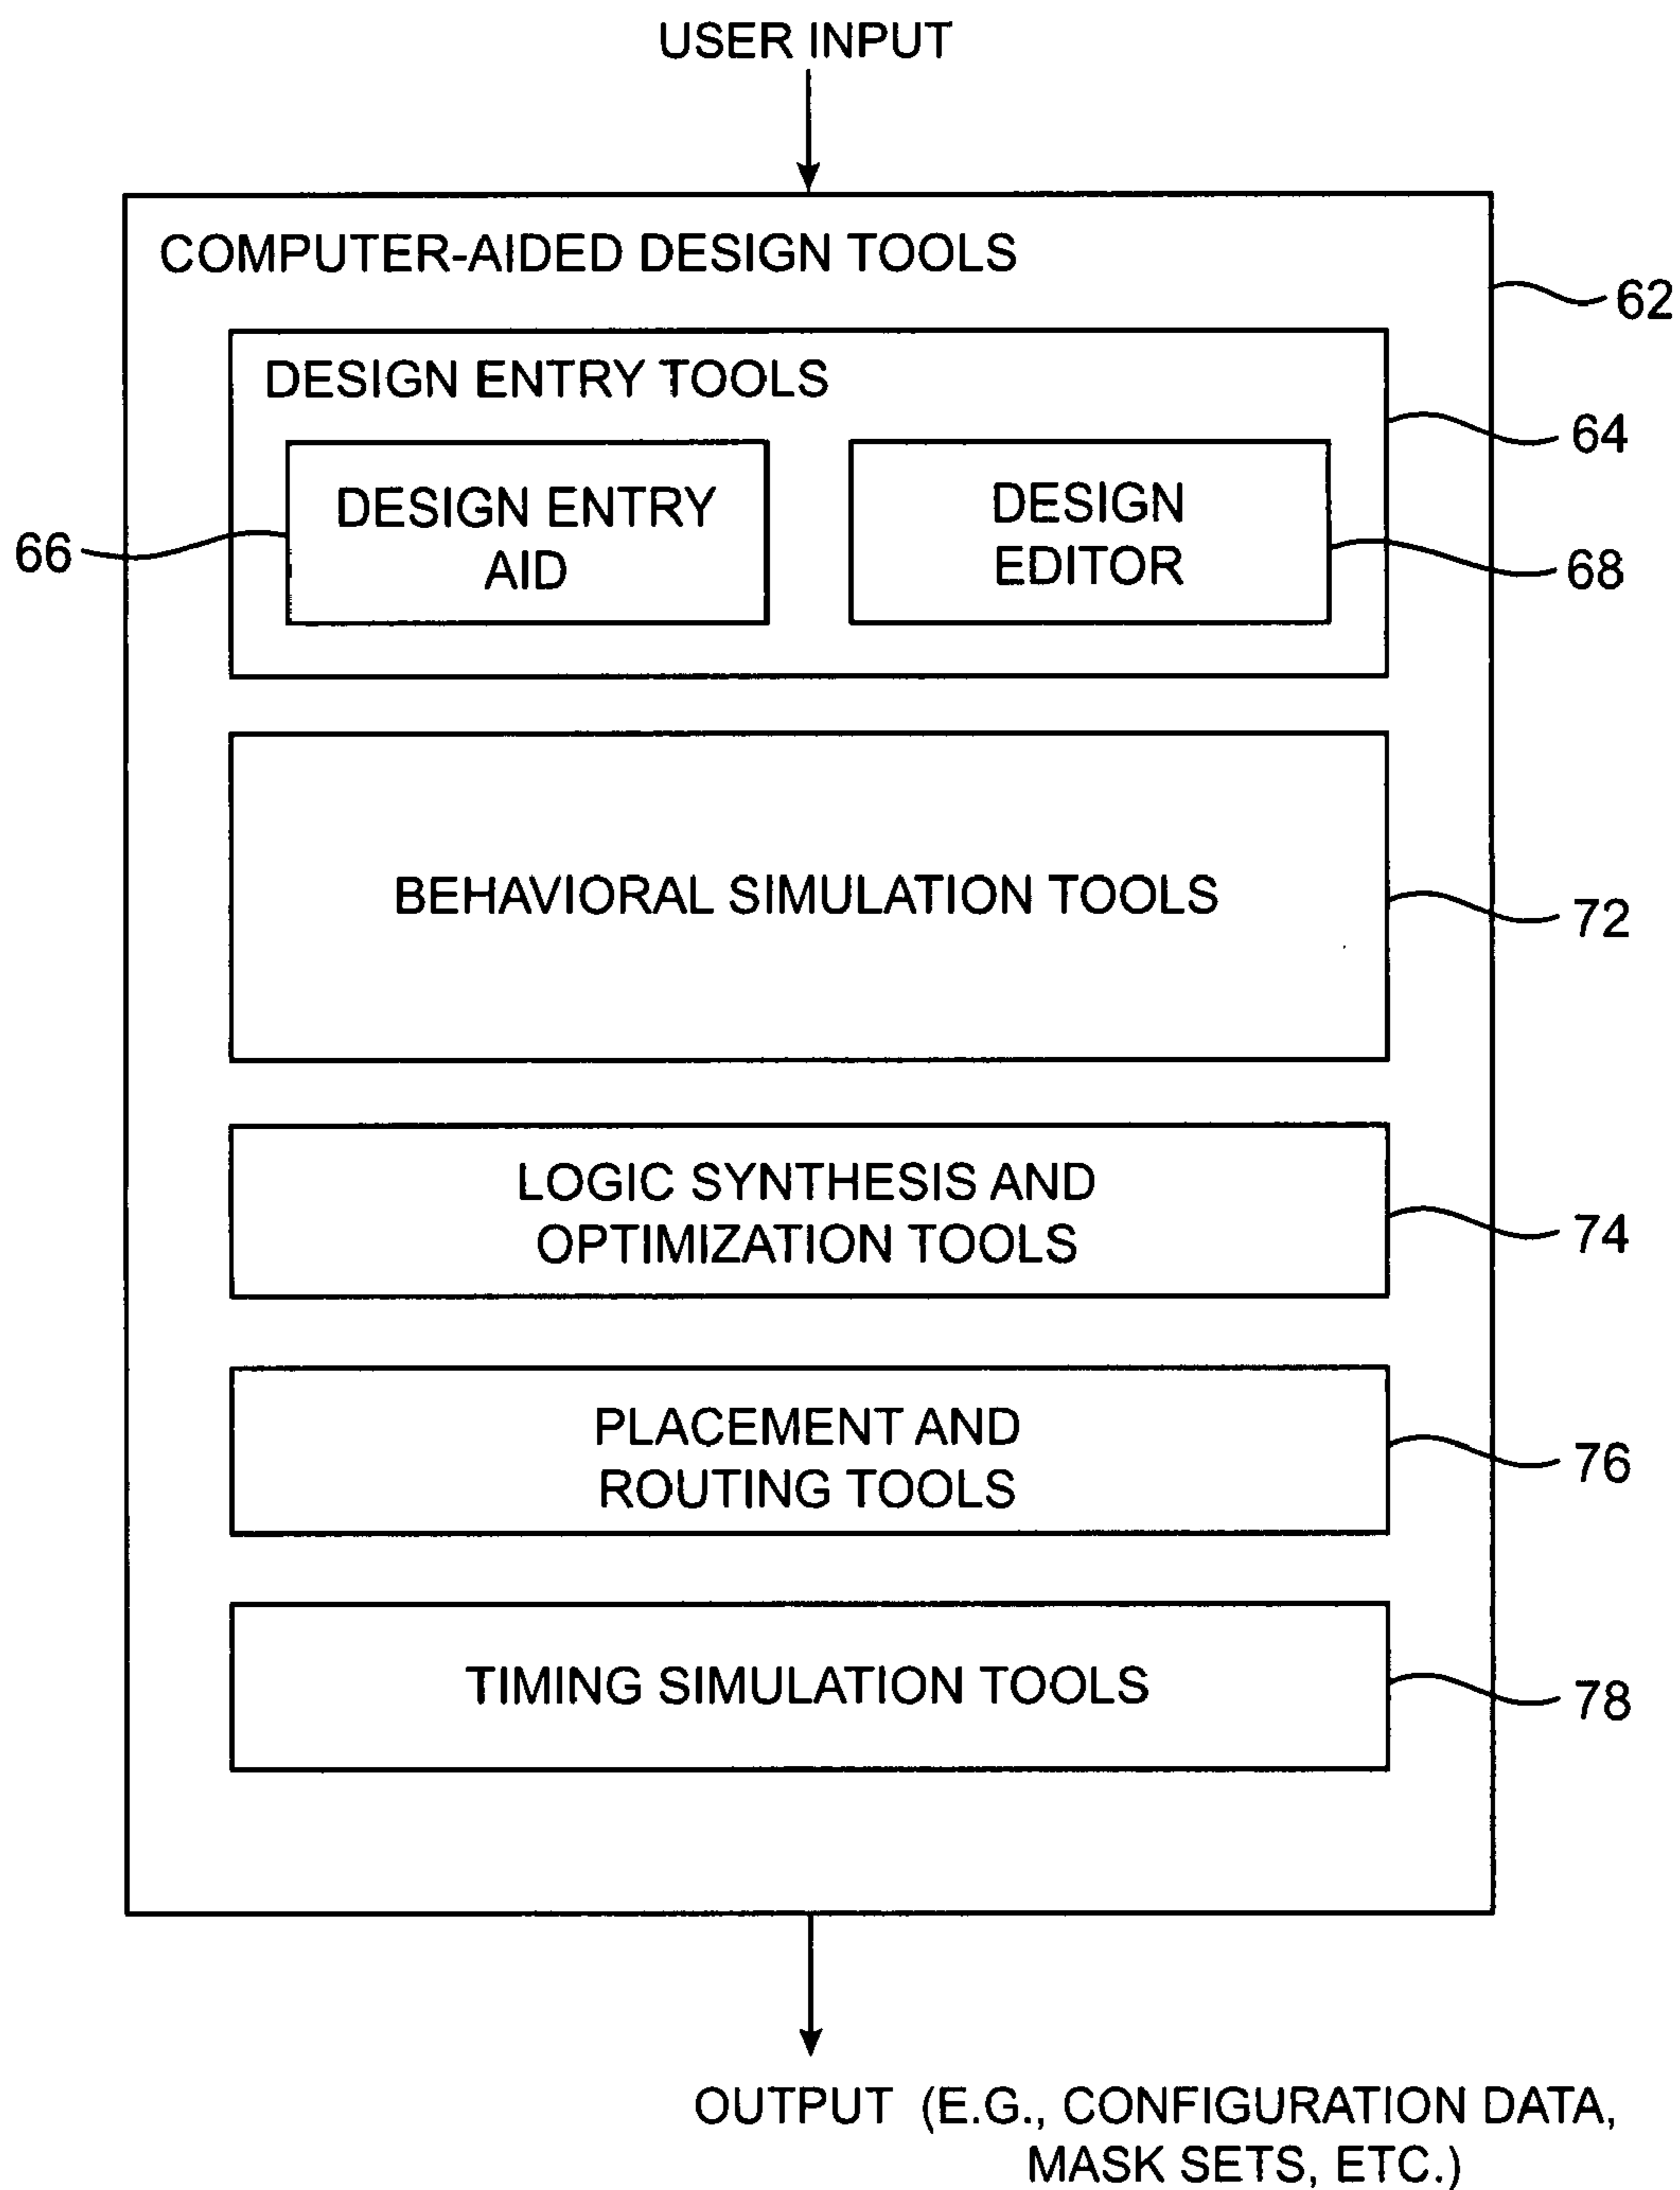 USER INPUT
COMPUTER-AIDED DESIGN TOOLS
62
DESIGN ENTRY TOOLS
64
66
DESIGN ENTRY
AID
DESIGN
EDITOR
68
BEHAVIORAL SIMULATION TOOLS
72
LOGIC SYNTHESIS AND
OPTIMIZATION TOOLS
74
PLACEMENT AND
ROUTING TOOLS
76
TIMING SIMULATION TOOLS
78
OUTPUT (E.G., CONFIGURATION DATA,
MASK SETS, ETC.)